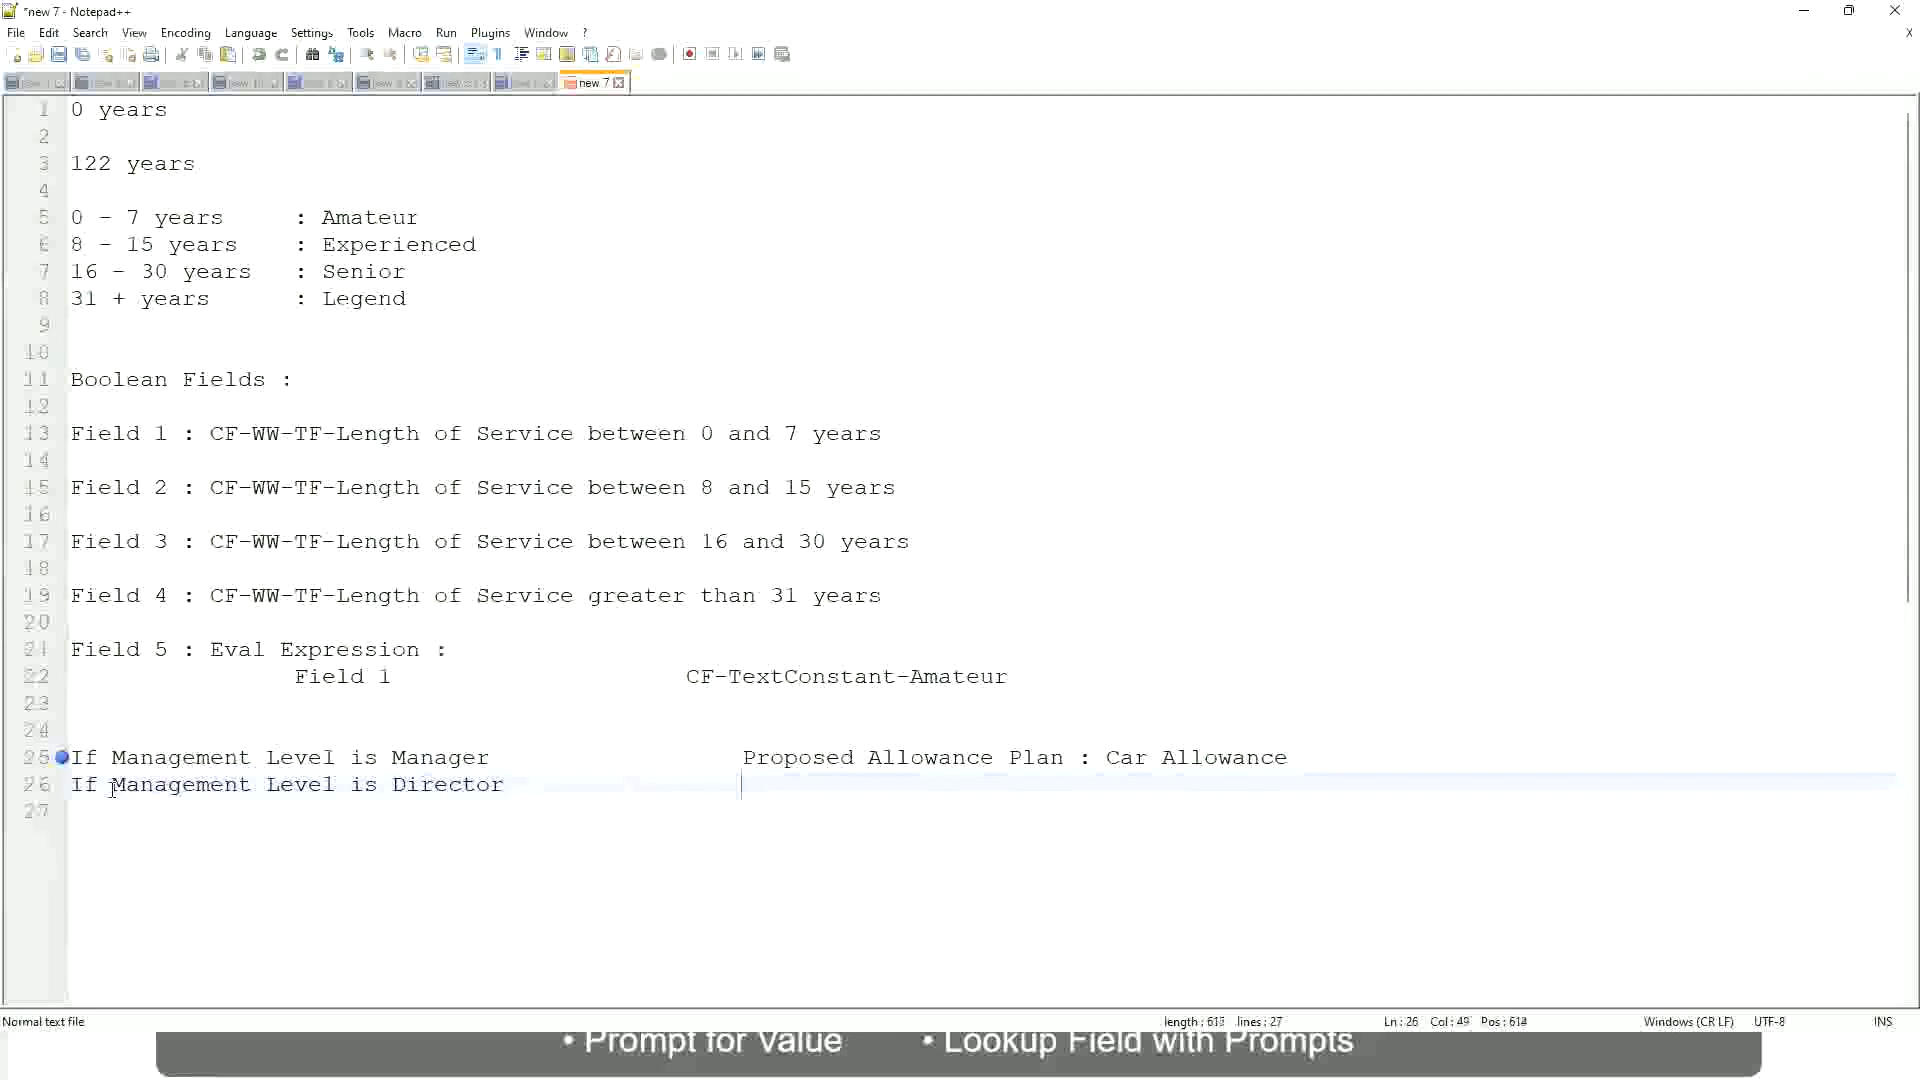 *new 7 - Notepad++
File Edit Search View Encoding Language Settings Tools Macro Run Plugins Window ? X
new 7
1 0 years
2
3 122 years
4
5 0 - 7 years : Amateur
6 8 - 15 years : Experienced
7 16 - 30 years : Senior
8 31 + years : Legend
9
10
11 Boolean Fields :
12
13 Field 1 : CF-WW-TF-Length of Service between 0 and 7 years
14
15 Field 2 : CF-WW-TF-Length of Service between 8 and 15 years
16
17 Field 3 : CF-WW-TF-Length of Service between 16 and 30 years
18
19 Field 4 : CF-WW-TF-Length of Service greater than 31 years
20
21 Field 5 : Eval Expression :
22 Field 1 CF-TextConstant-Amateur
23
24
25 If Management Level is Manager Proposed Allowance Plan : Car Allowance
26 If Management Level is Director
27
Normal text file length : 613 lines : 27 Ln : 26 Col : 49 Pos : 614 Windows (CR LF) UTF-8 INS
• Prompt for Value • Lookup Field with Prompts